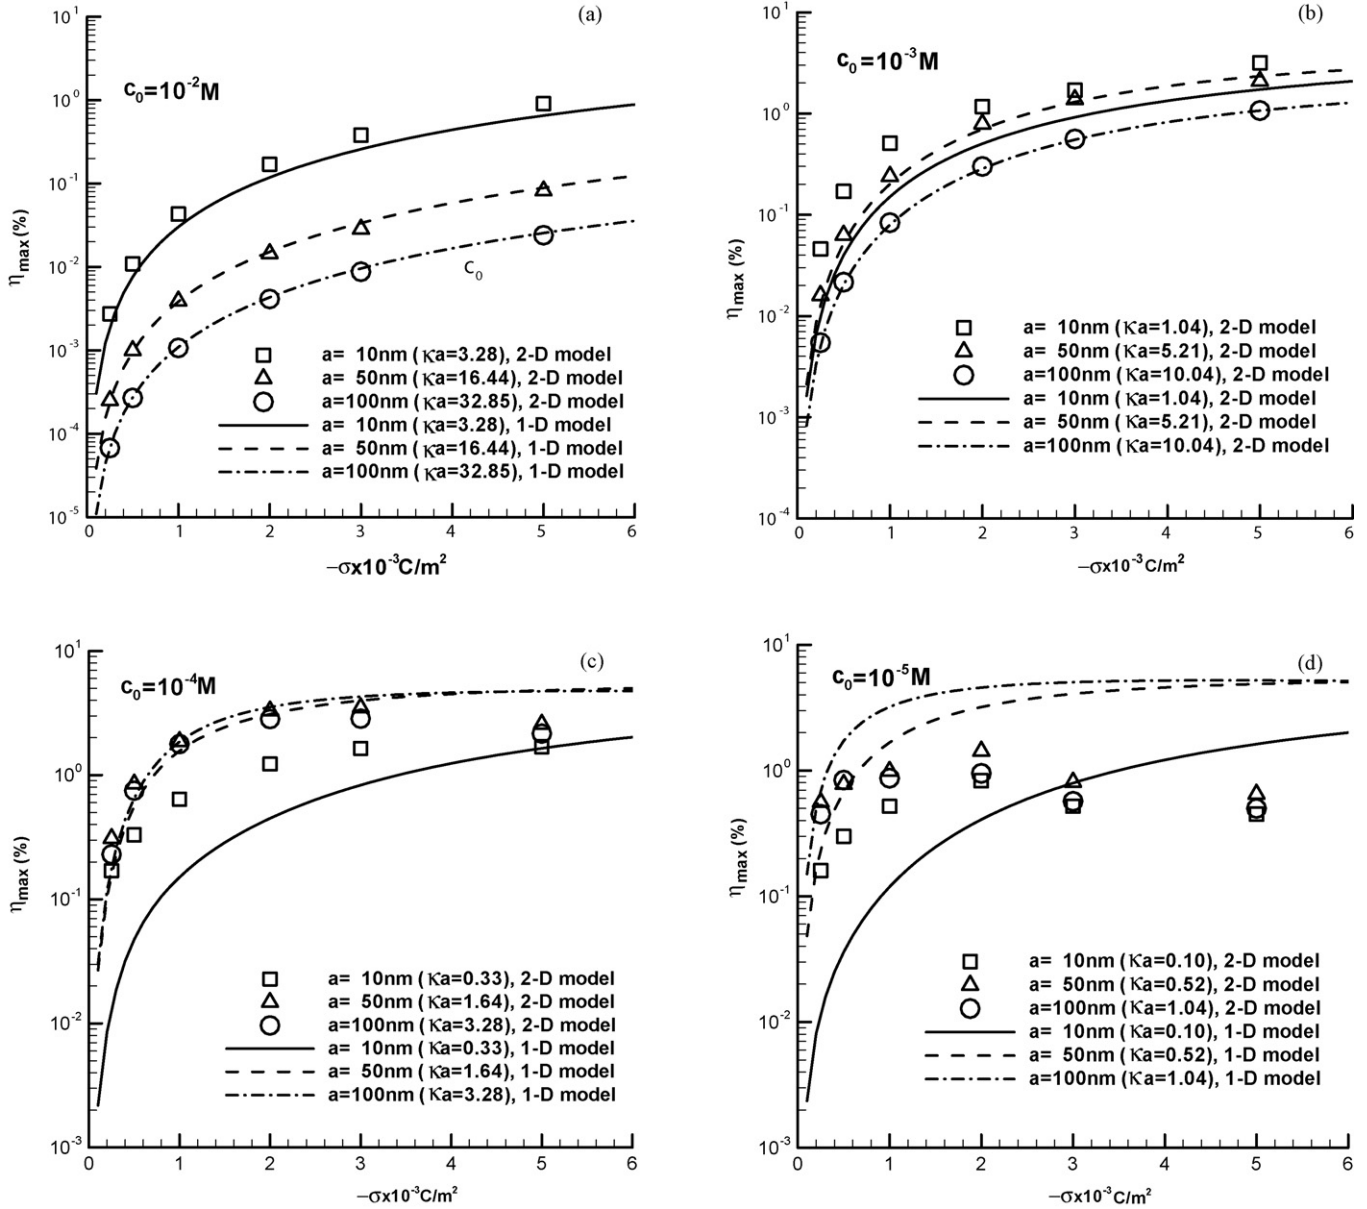 (a)
c₀=10⁻²M
10¹
10⁰
10⁻¹
10⁻²
10⁻³
10⁻⁴
10⁻⁵
ηmax (%)
C₀
a= 10nm (κa=3.28), 2-D model
a= 50nm (κa=16.44), 2-D model
a=100nm (κa=32.85), 2-D model
a= 10nm (κa=3.28), 1-D model
a= 50nm (κa=16.44), 1-D model
a=100nm (κa=32.85), 1-D model
0 1 2 3 4 5 6
−σx10⁻³C/m²
(b)
c₀=10⁻³M
10¹
10⁰
10⁻¹
10⁻²
10⁻³
10⁻⁴
ηmax (%)
a= 10nm (κa=1.04), 2-D model
a= 50nm (κa=5.21), 2-D model
a=100nm (κa=10.04), 2-D model
a= 10nm (κa=1.04), 2-D model
a= 50nm (κa=5.21), 2-D model
a=100nm (κa=10.04), 2-D model
0 1 2 3 4 5 6
−σx10⁻³C/m²
(c)
c₀=10⁻⁴M
10¹
10⁰
10⁻¹
10⁻²
10⁻³
ηmax (%)
a= 10nm (κa=0.33), 2-D model
a= 50nm (κa=1.64), 2-D model
a=100nm (κa=3.28), 2-D model
a= 10nm (κa=0.33), 1-D model
a= 50nm (κa=1.64), 1-D model
a=100nm (κa=3.28), 1-D model
0 1 2 3 4 5 6
−σx10⁻³C/m²
(d)
c₀=10⁻⁵M
10¹
10⁰
10⁻¹
10⁻²
10⁻³
ηmax (%)
a= 10nm (κa=0.10), 2-D model
a= 50nm (κa=0.52), 2-D model
a=100nm (κa=1.04), 2-D model
a= 10nm (κa=0.10), 1-D model
a= 50nm (κa=0.52), 1-D model
a=100nm (κa=1.04), 1-D model
0 1 2 3 4 5 6
−σx10⁻³C/m²